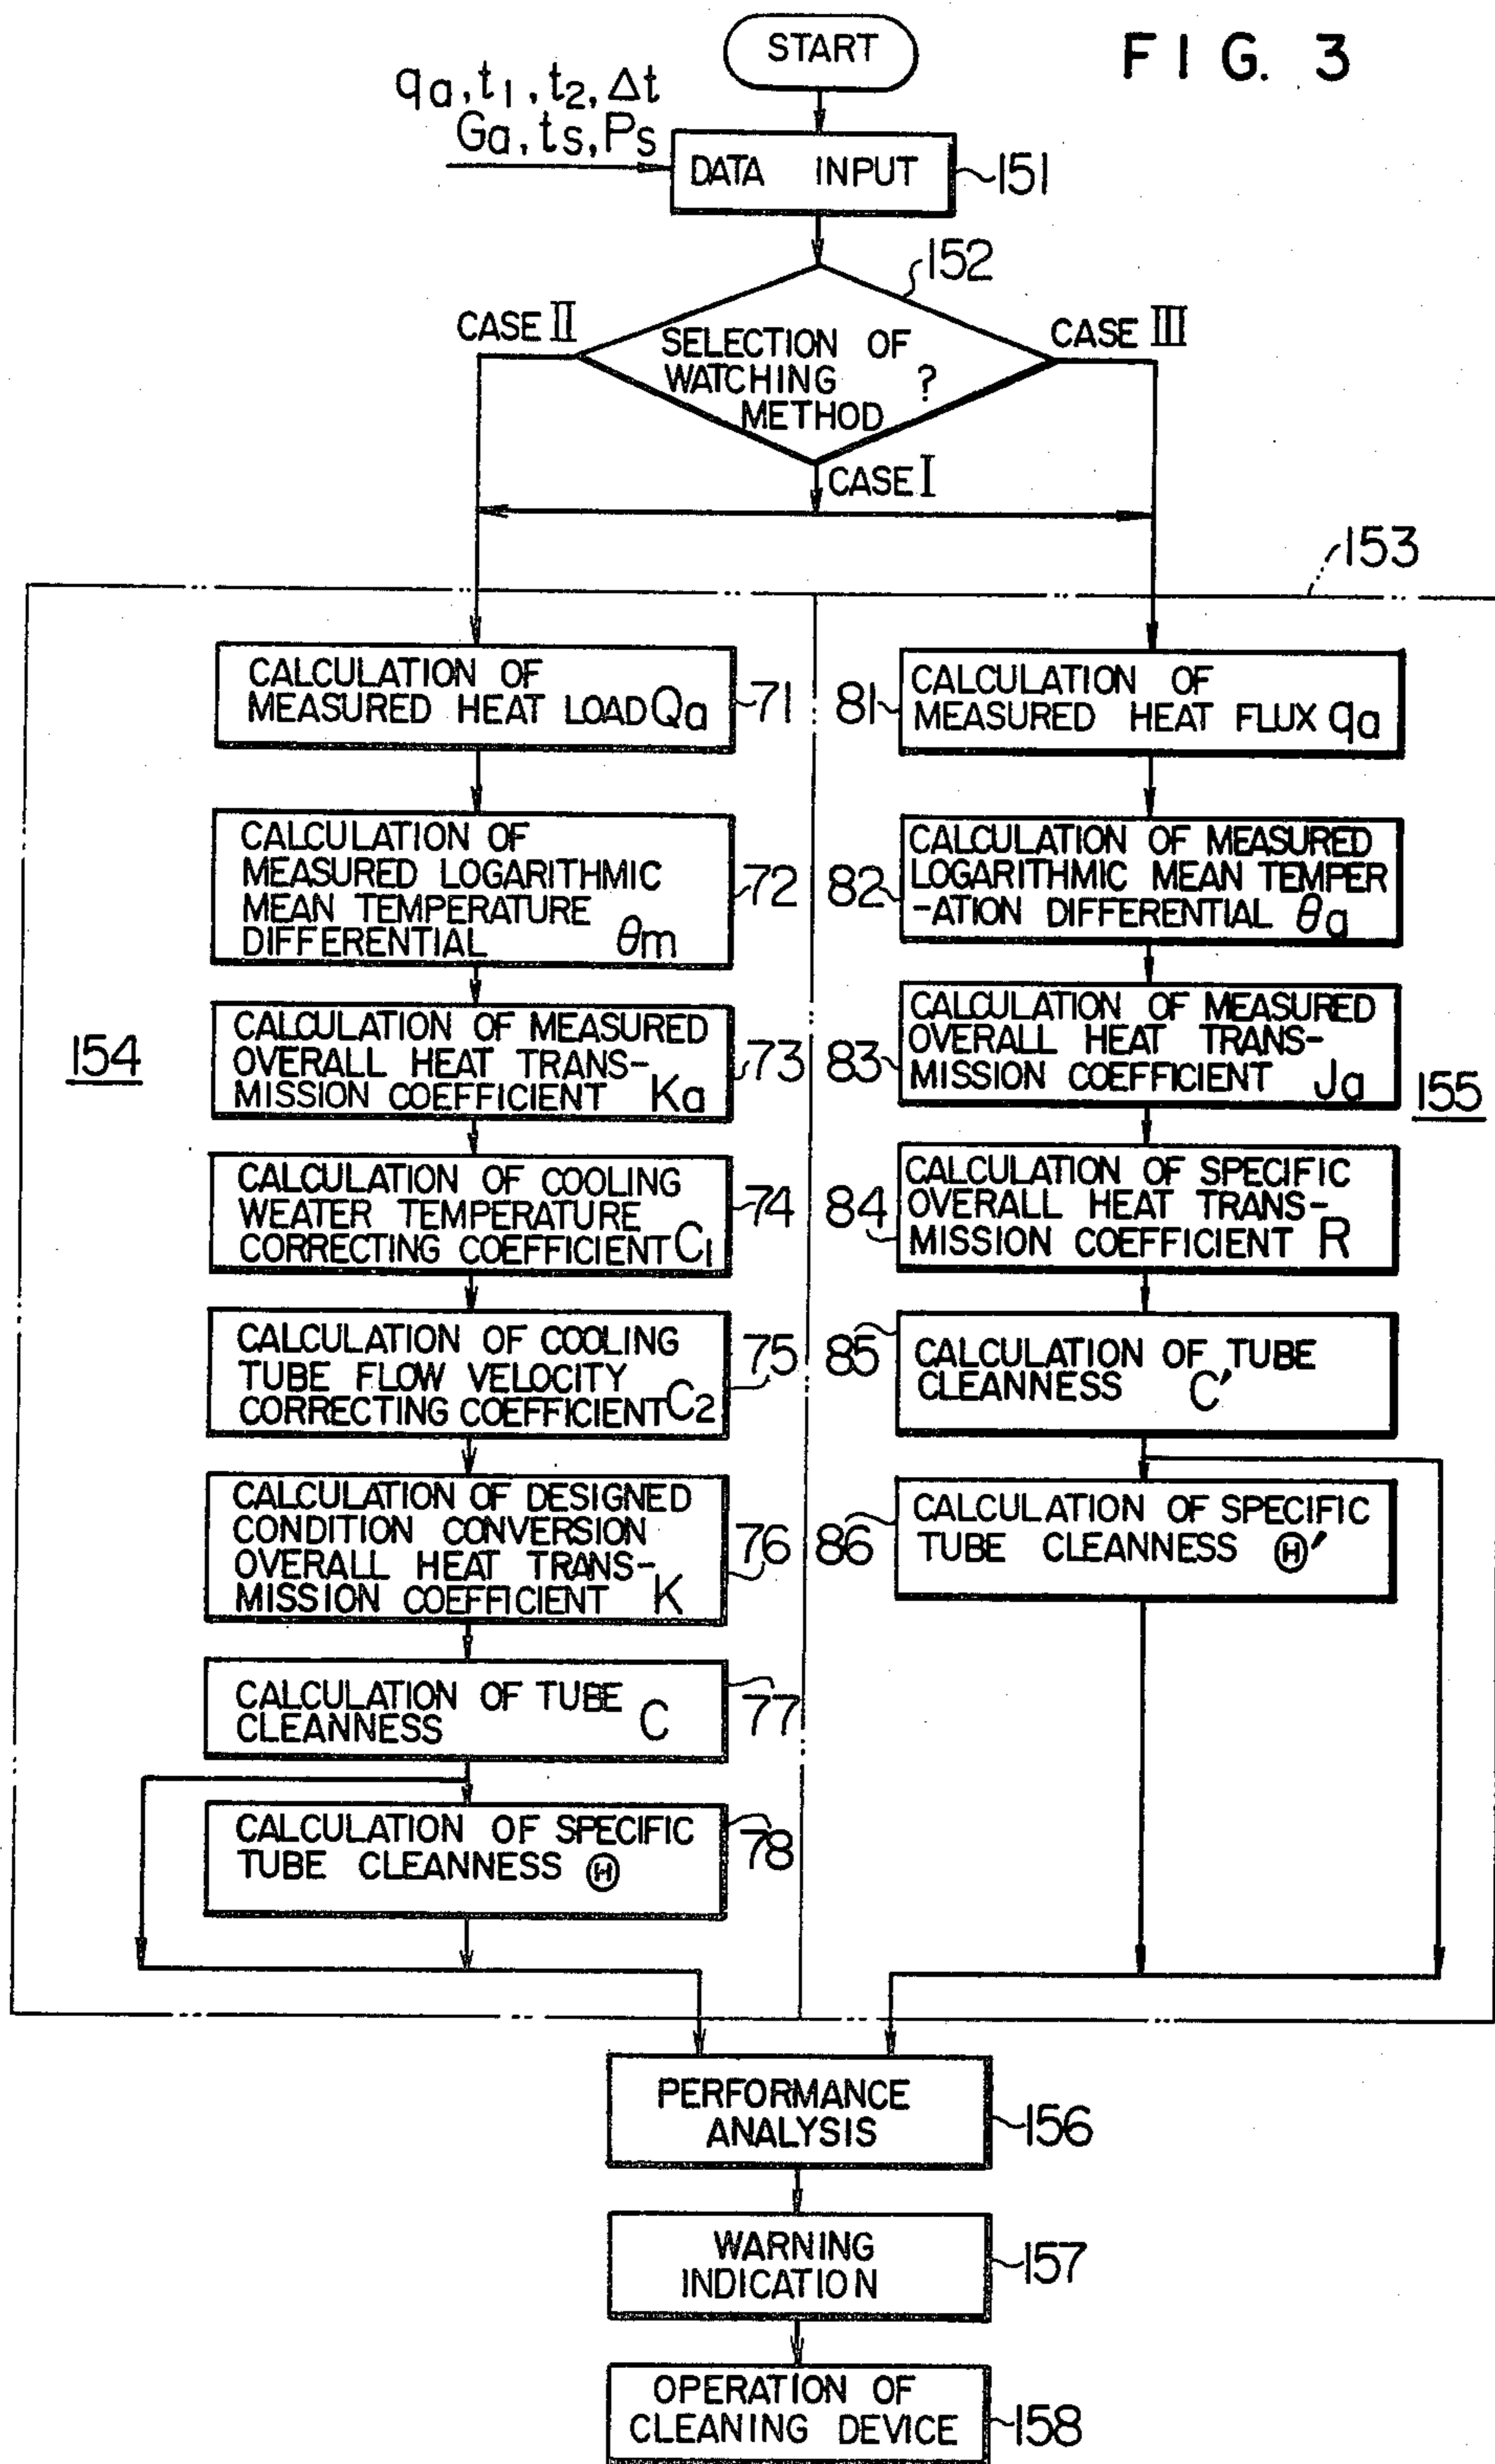 FIG. 3
START
qa, t1, t2, Δt
Ga, ts, Ps
DATA INPUT
151
152
CASE II
SELECTION OF
WATCHING ?
METHOD
CASE III
CASE I
153
154
CALCULATION OF
MEASURED HEAT LOAD Qa
71
CALCULATION OF
MEASURED LOGARITHMIC
MEAN TEMPERATURE
DIFFERENTIAL θm
72
CALCULATION OF MEASURED
OVERALL HEAT TRANS-
MISSION COEFFICIENT Ka
73
CALCULATION OF COOLING
WEATER TEMPERATURE
CORRECTING COEFFICIENT C1
74
CALCULATION OF COOLING
TUBE FLOW VELOCITY
CORRECTING COEFFICIENT C2
75
CALCULATION OF DESIGNED
CONDITION CONVERSION
OVERALL HEAT TRANS-
MISSION COEFFICIENT K
76
CALCULATION OF TUBE
CLEANNESS C
77
CALCULATION OF SPECIFIC
TUBE CLEANNESS Ⓗ
78
155
81
CALCULATION OF
MEASURED HEAT FLUX qa
82
CALCULATION OF MEASURED
LOGARITHMIC MEAN TEMPER
-ATION DIFFERENTIAL θa
83
CALCULATION OF MEASURED
OVERALL HEAT TRANS-
MISSION COEFFICIENT Ja
84
CALCULATION OF SPECIFIC
OVERALL HEAT TRANS-
MISSION COEFFICIENT R
85
CALCULATION OF TUBE
CLEANNESS C'
86
CALCULATION OF SPECIFIC
TUBE CLEANNESS Ⓗ'
PERFORMANCE
ANALYSIS
156
WARNING
INDICATION
157
OPERATION OF
CLEANING DEVICE
158